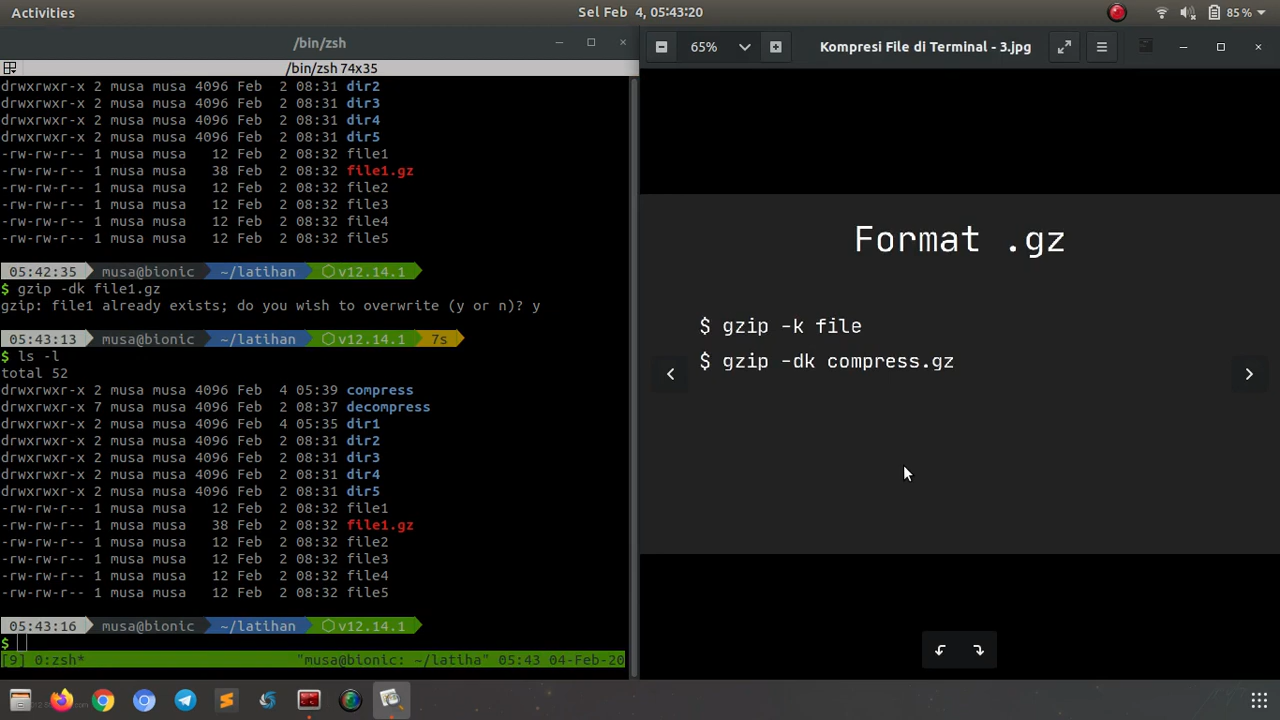 Activities
Sel Feb 4, 05:43:20
85 %
/bin/zsh
/bin/zsh 74x35
drwxrwxr-x 2 musa musa 4096 Feb  2 08:31 dir2
drwxrwxr-x 2 musa musa 4096 Feb  2 08:31 dir3
drwxrwxr-x 2 musa musa 4096 Feb  2 08:31 dir4
drwxrwxr-x 2 musa musa 4096 Feb  2 08:31 dir5
-rw-rw-r-- 1 musa musa   12 Feb  2 08:32 file1
-rw-rw-r-- 1 musa musa   38 Feb  2 08:32 file1.gz
-rw-rw-r-- 1 musa musa   12 Feb  2 08:32 file2
-rw-rw-r-- 1 musa musa   12 Feb  2 08:32 file3
-rw-rw-r-- 1 musa musa   12 Feb  2 08:32 file4
-rw-rw-r-- 1 musa musa   12 Feb  2 08:32 file5
05:42:35 musa@bionic ~/latihan v12.14.1
$ gzip -dk file1.gz
gzip: file1 already exists; do you wish to overwrite (y or n)? y
05:43:13 musa@bionic ~/latihan v12.14.1 7s
$ ls -l
total 52
drwxrwxr-x 2 musa musa 4096 Feb  4 05:39 compress
drwxrwxr-x 7 musa musa 4096 Feb  2 08:37 decompress
drwxrwxr-x 2 musa musa 4096 Feb  4 05:35 dir1
drwxrwxr-x 2 musa musa 4096 Feb  2 08:31 dir2
drwxrwxr-x 2 musa musa 4096 Feb  2 08:31 dir3
drwxrwxr-x 2 musa musa 4096 Feb  2 08:31 dir4
drwxrwxr-x 2 musa musa 4096 Feb  2 08:31 dir5
-rw-rw-r-- 1 musa musa   12 Feb  2 08:32 file1
-rw-rw-r-- 1 musa musa   38 Feb  2 08:32 file1.gz
-rw-rw-r-- 1 musa musa   12 Feb  2 08:32 file2
-rw-rw-r-- 1 musa musa   12 Feb  2 08:32 file3
-rw-rw-r-- 1 musa musa   12 Feb  2 08:32 file4
-rw-rw-r-- 1 musa musa   12 Feb  2 08:32 file5
05:43:16 musa@bionic ~/latihan v12.14.1
$
[9] 0:zsh* "musa@bionic: ~/latiha" 05:43 04-Feb-20
65%
Kompresi File di Terminal - 3.jpg
Format .gz
$ gzip -k file
$ gzip -dk compress.gz